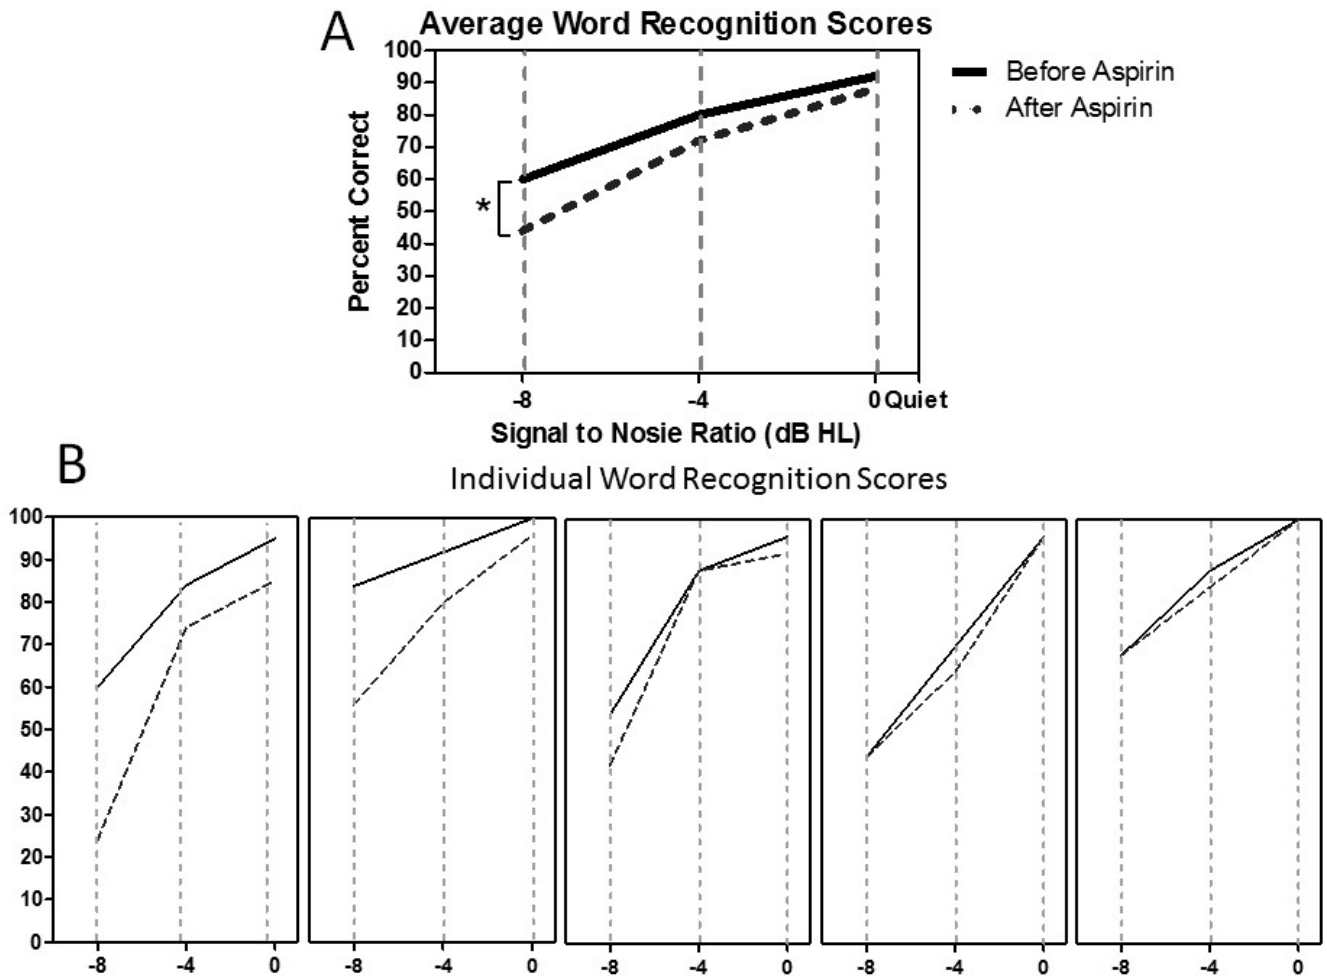 A
Average Word Recognition Scores
100
90
80
70
60
50
40
30
20
10
0
Percent Correct
*
-8 -4 0 Quiet
Signal to Nosie Ratio (dB HL)
Before Aspirin
After Aspirin
B
Individual Word Recognition Scores
100
90
80
70
60
50
40
30
20
10
0
-8 -4 0 -8 -4 0 -8 -4 0 -8 -4 0 -8 -4 0